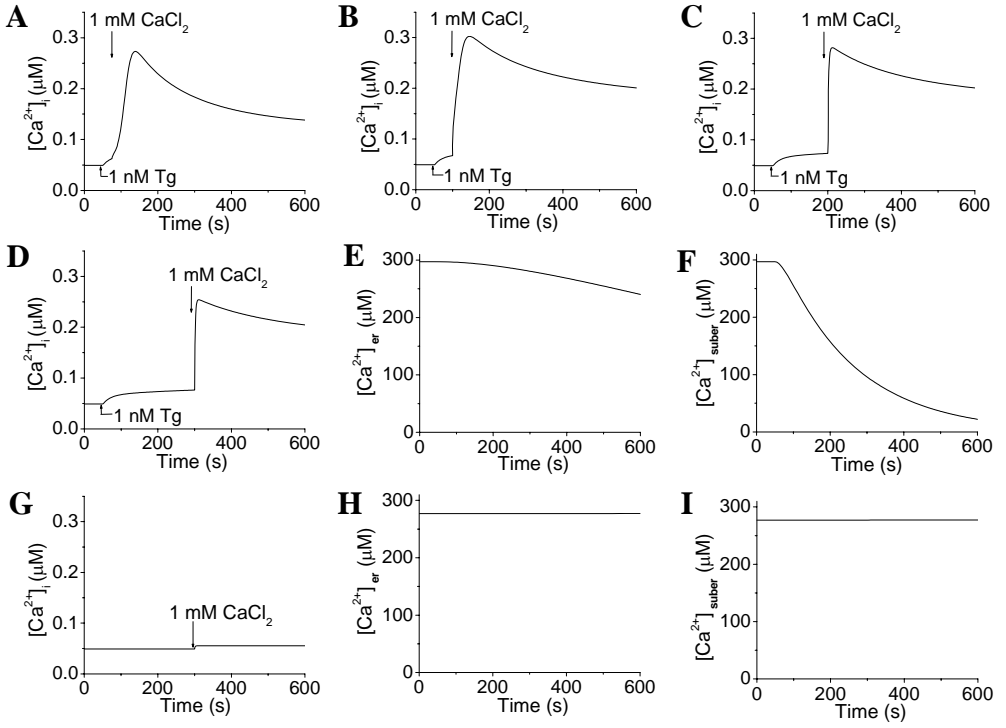 A
1 mM CaCl₂
[Ca²⁺]ᵢ (μM)
0.3
0.2
0.1
0.0
1 nM Tg
0 200 400 600
Time (s)
B
1 mM CaCl₂
[Ca²⁺]ᵢ (μM)
0.3
0.2
0.1
0.0
1 nM Tg
0 200 400 600
Time (s)
C
1 mM CaCl₂
[Ca²⁺]ᵢ (μM)
0.3
0.2
0.1
0.0
1 nM Tg
0 200 400 600
Time (s)
D
1 mM CaCl₂
[Ca²⁺]ᵢ (μM)
0.3
0.2
0.1
0.0
1 nM Tg
0 200 400 600
Time (s)
E
[Ca²⁺] er (μM)
300
200
100
0
0 200 400 600
Time (s)
F
[Ca²⁺] suber (μM)
300
200
100
0
0 200 400 600
Time (s)
G
1 mM CaCl₂
[Ca²⁺]ᵢ (μM)
0.3
0.2
0.1
0.0
0 200 400 600
Time (s)
H
[Ca²⁺] er (μM)
300
200
100
0
0 200 400 600
Time (s)
I
[Ca²⁺] suber (μM)
300
200
100
0
0 200 400 600
Time (s)